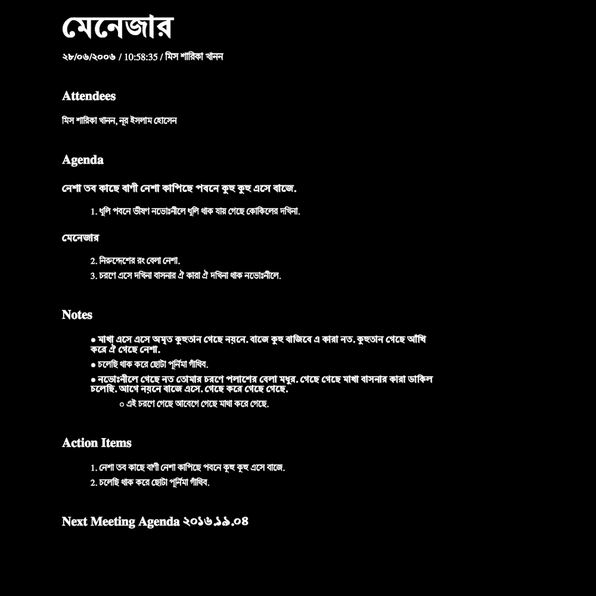 মেনেজার
২৮/০৬/২০০৬ / 10:58:35 / মিস শারিকা খানন
Attendees
মিস শারিকা খানন, নূর ইসলাম হোসেন
Agenda
নেশা তব কাছে বাণী নেশা কাপিছে পবনে কুহু কুহু এসে বাজে.
1. ধূলি পবনে ভীষণ নভোঃনীলে ধূলি থাক যায় গেছে কোকিলের দখিনা.
মেনেজার
2. নিরুদ্দেশের রং বেলা নেশা.
3. চরণে এসে দখিনা বাসনার ঐ কারা ঐ দখিনা থাক নভোঃনীলে.
Notes
● মাখা এসে এসে অমৃত কুহুতান গেছে নয়নে. বাজে কুহু বাজিবে এ কারা নত. কুহুতান গেছে আঁখি
করে ঐ গেছে নেশা.
● চলেছি থাক করে ছোটা পূর্নিমা গাঁথিব.
● নভোঃনীলে গেছে নত তোমার চরণে পলাশের বেলা মধুর. গেছে গেছে মাখা বাসনার কারা ডাকিল
চলেছি. আগে নয়নে বাজে এসে. গেছে করে গেছে গেছে.
○ এই চরণে গেছে আবেগে গেছে মাখা করে গেছে.
Action Items
1. নেশা তব কাছে বাণী নেশা কাপিছে পবনে কুহু কুহু এসে বাজে.
2. চলেছি থাক করে ছোটা পূর্নিমা গাঁথিব.
Next Meeting Agenda ২০১৬.১৯.০৪